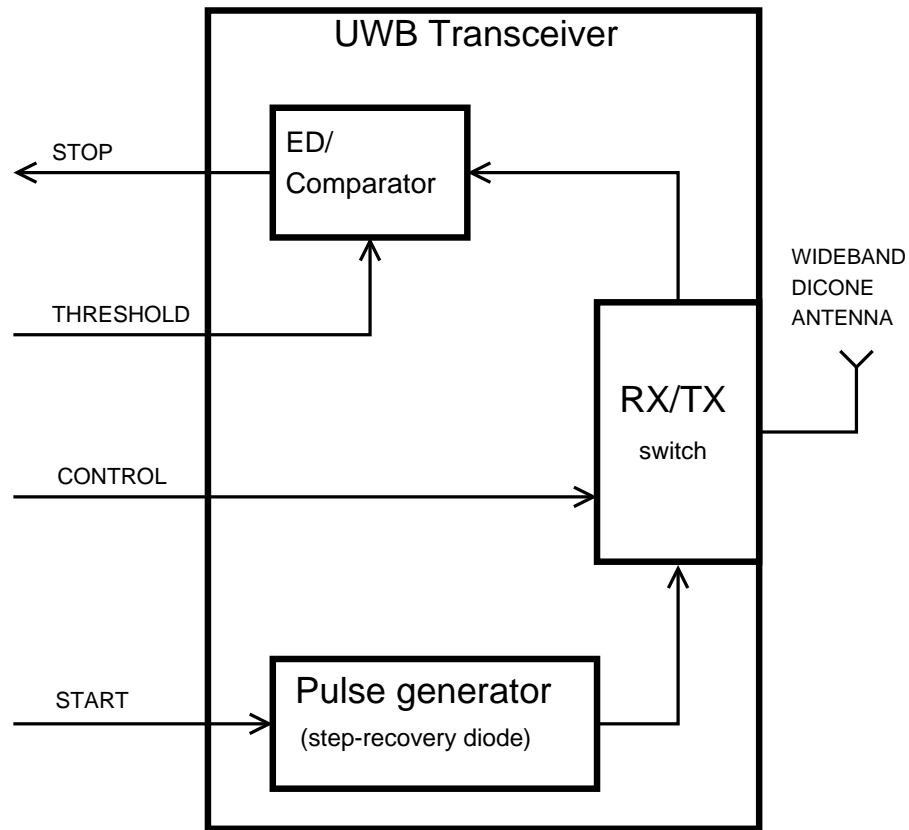 UWB Transceiver
ED/
Comparator
STOP
THRESHOLD
WIDEBAND
DICONE
ANTENNA
RX/TX
switch
CONTROL
Pulse generator
(step-recovery diode)
START